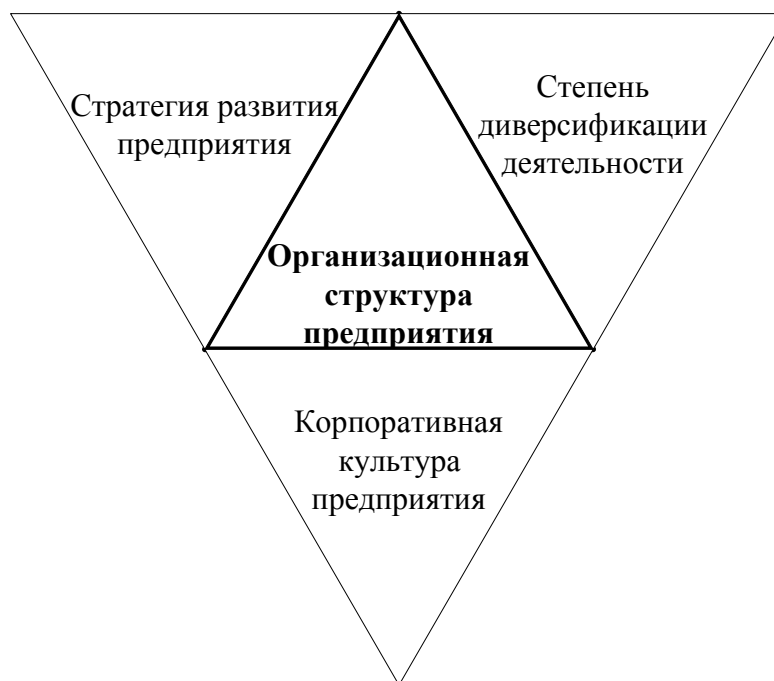 Стратегия развития
предприятия
Степень
диверсификации
деятельности
Организационная
структура
предприятия
Корпоративная
культура
предприятия